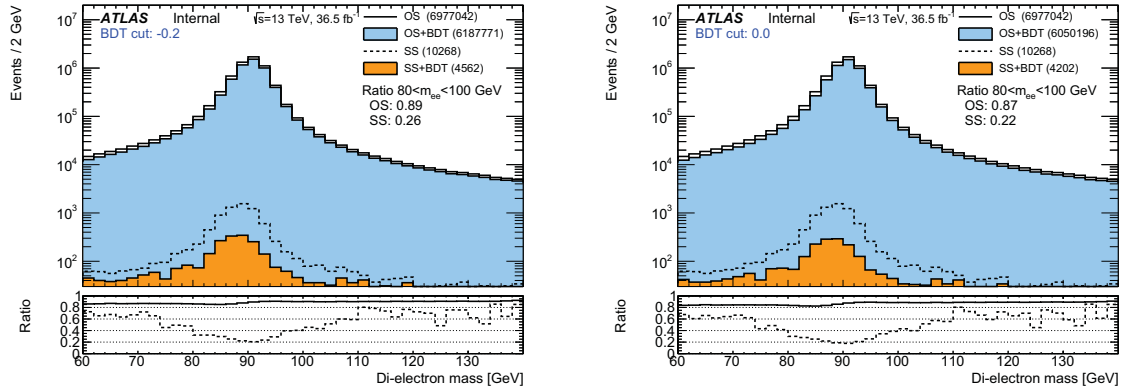 ATLAS Internal √s=13 TeV, 36.5 fb⁻¹
BDT cut: -0.2
OS (6977042)
OS+BDT (6187771)
SS (10268)
SS+BDT (4562)
Ratio 80<m_ee<100 GeV
OS: 0.89
SS: 0.26
Events / 2 GeV
10⁷
10⁶
10⁵
10⁴
10³
10²
Ratio
1
0.8
0.6
0.4
0.2
60 70 80 90 100 110 120 130
Di-electron mass [GeV]
ATLAS Internal √s=13 TeV, 36.5 fb⁻¹
BDT cut: 0.0
OS (6977042)
OS+BDT (6050196)
SS (10268)
SS+BDT (4202)
Ratio 80<m_ee<100 GeV
OS: 0.87
SS: 0.22
Events / 2 GeV
10⁷
10⁶
10⁵
10⁴
10³
10²
Ratio
1
0.8
0.6
0.4
0.2
60 70 80 90 100 110 120 130
Di-electron mass [GeV]